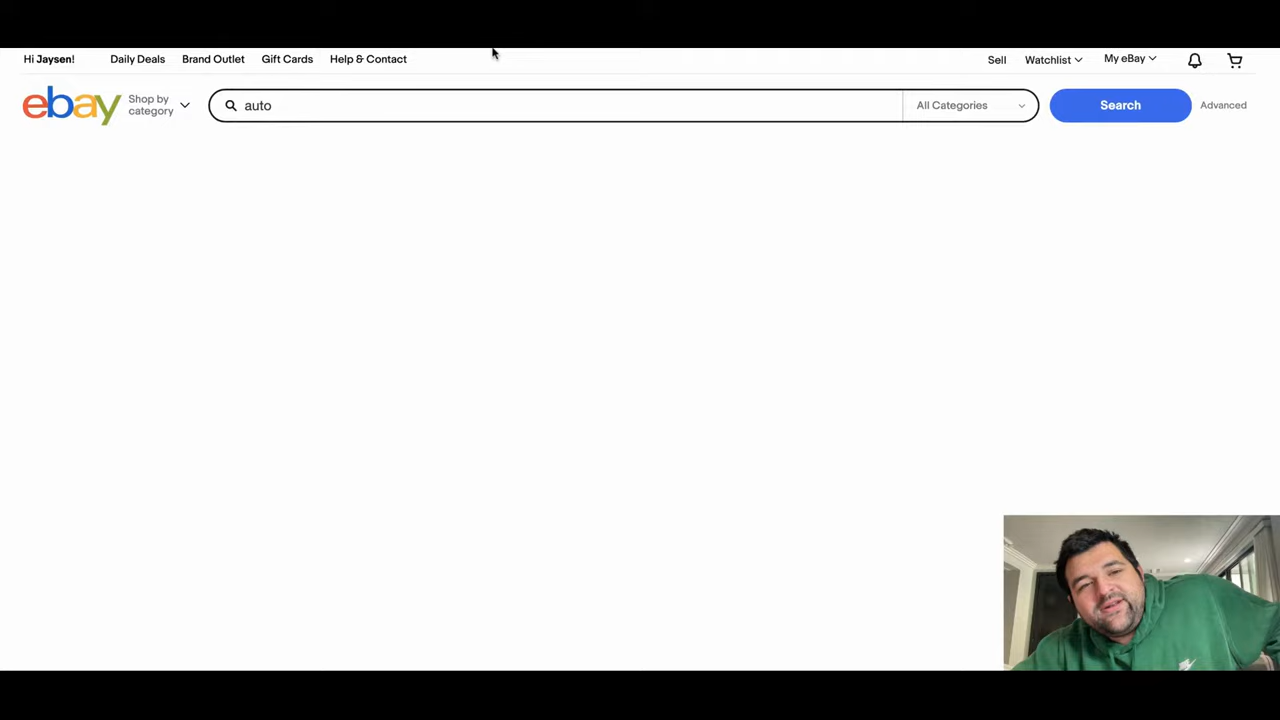 Hi Jaysen! Daily Deals Brand Outlet Gift Cards Help & Contact Sell Watchlist My eBay
ebay Shop by category auto All Categories Search Advanced